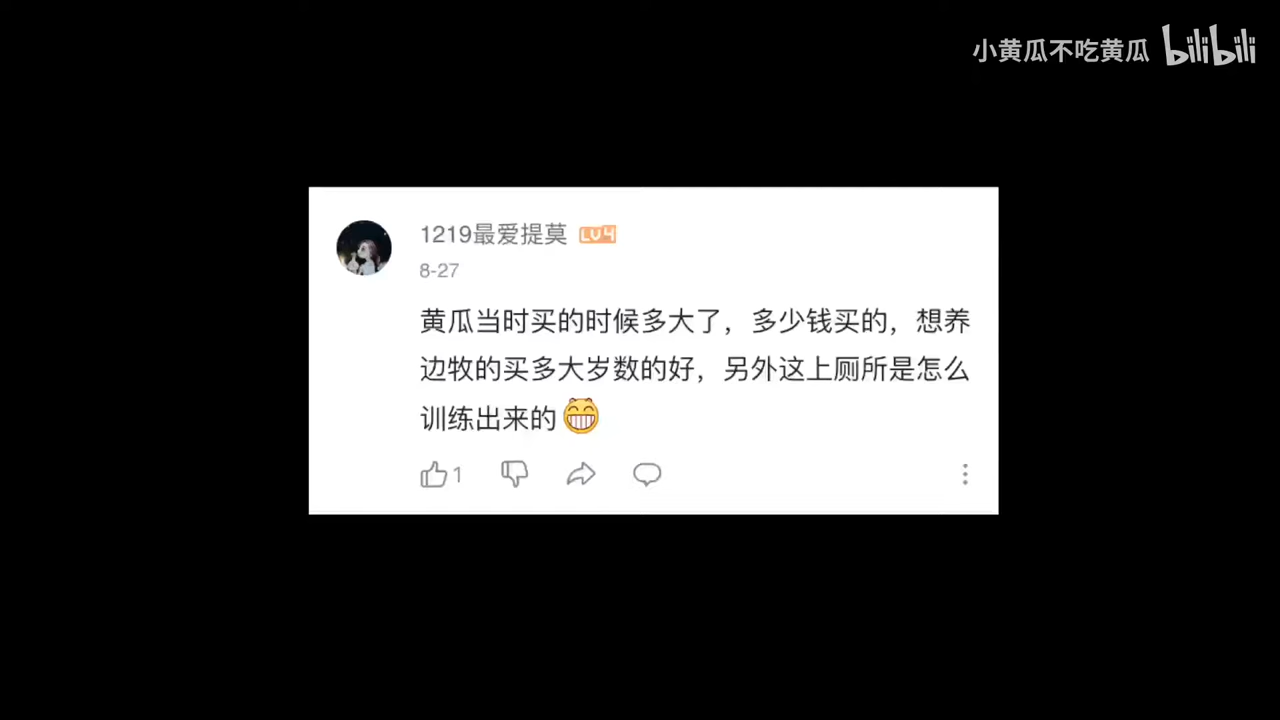 小黄瓜不吃黄瓜 bilibili
1219最爱提莫 LV4
8-27
黄瓜当时买的时候多大了，多少钱买的，想养
边牧的买多大岁数的好，另外这上厕所是怎么
训练出来的
1